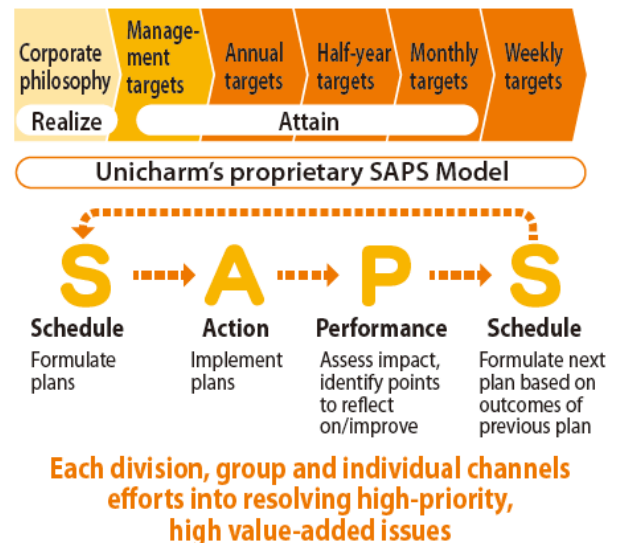 Corporate
philosophy
Manage-
ment
targets
Annual
targets
Half-year
targets
Monthly
targets
Weekly
targets
Realize
Attain
Unicharm's proprietary SAPS Model
S
A
P
S
Schedule
Formulate
plans
Action
Implement
plans
Performance
Assess impact,
identify points
to reflect
on/improve
Schedule
Formulate next
plan based on
outcomes of
previous plan
Each division, group and individual channels
efforts into resolving high-priority,
high value-added issues